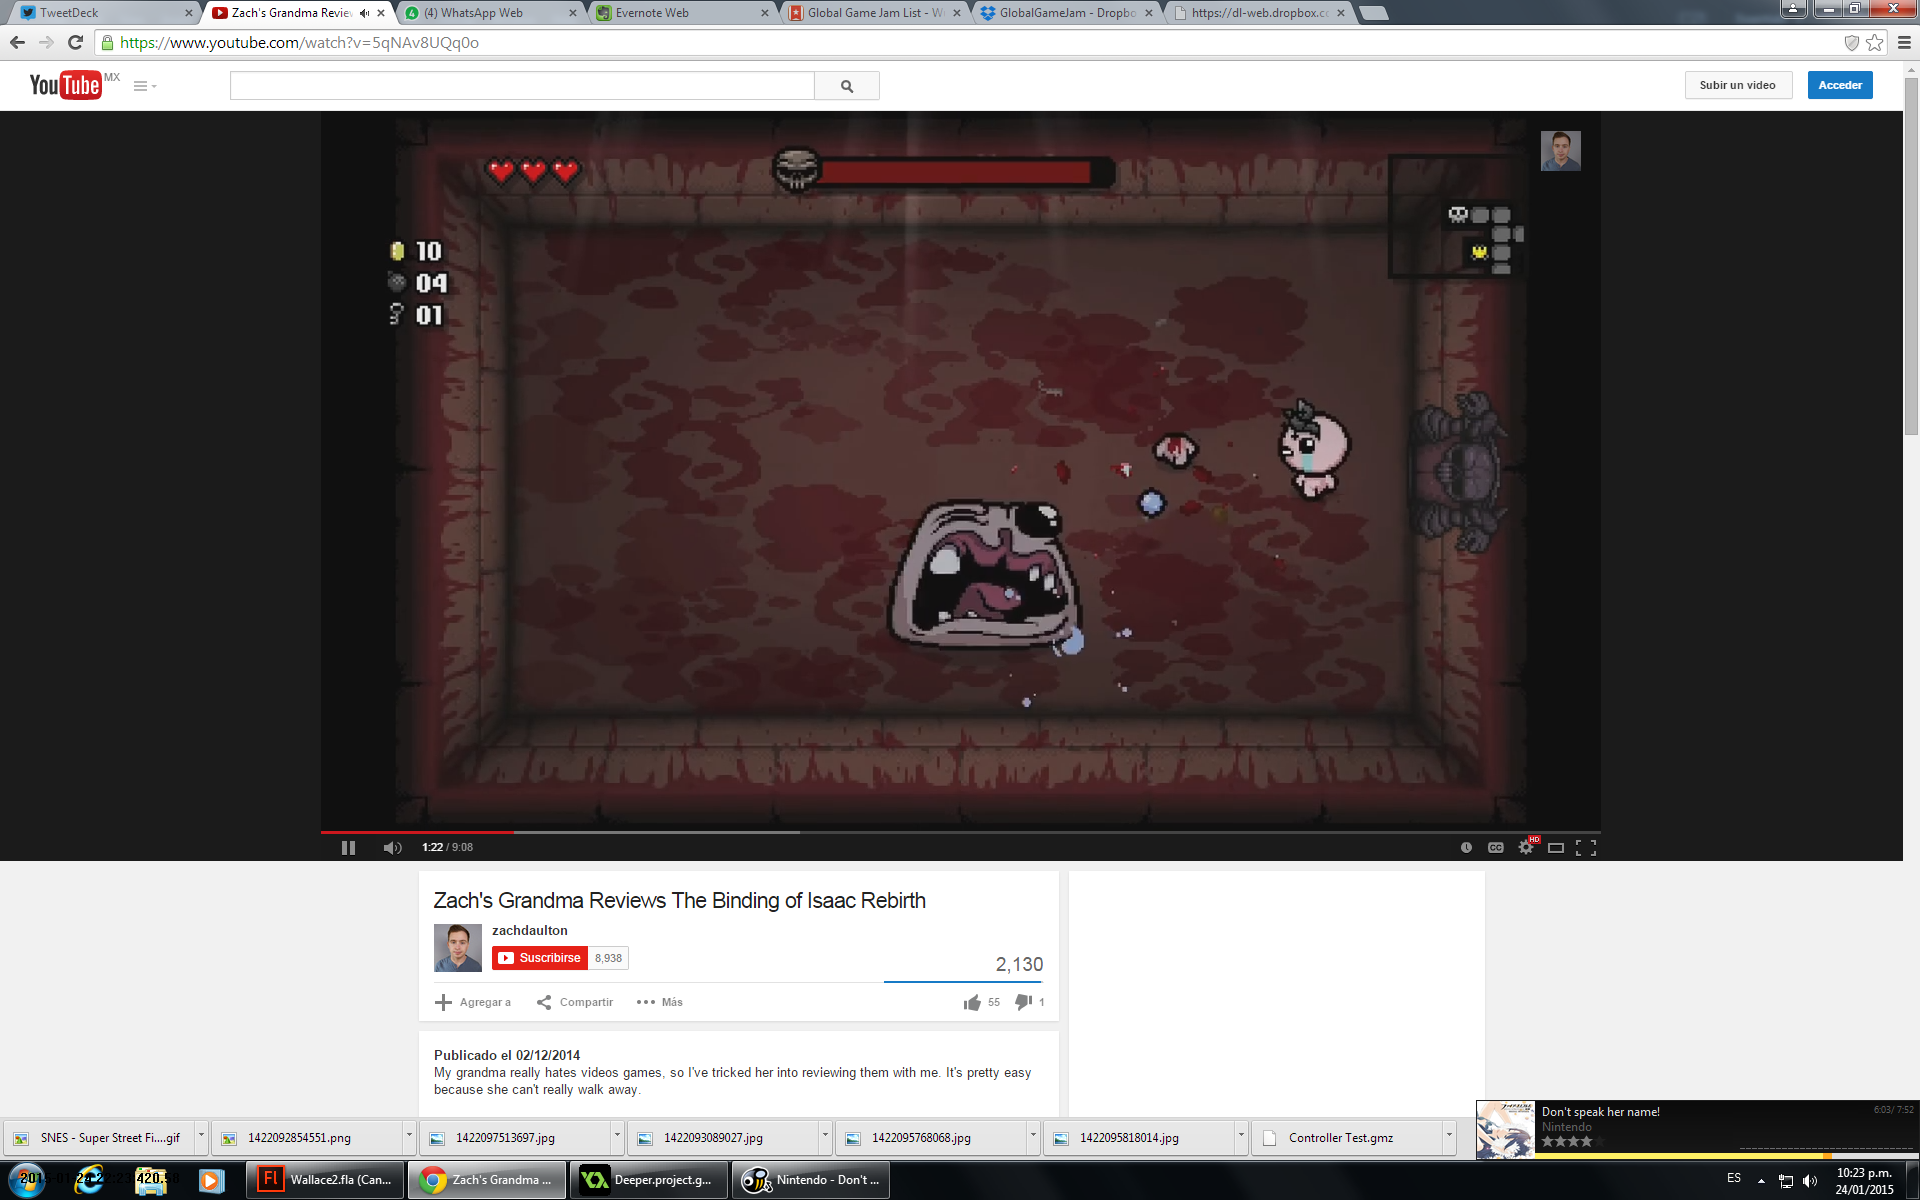 TweetDeck
Zach's Grandma Review
(4) WhatsApp Web
Evernote Web
Global Game Jam List - W
GlobalGameJam - Dropbo
https://dl-web.dropbox.c
https://www.youtube.com/watch?v=5qNAv8UQq0o
YouTube MX
Subir un video
Acceder
10
04
01
1:22 / 9:08
CC
HD
Zach's Grandma Reviews The Binding of Isaac Rebirth
zachdaulton
Suscribirse 8,938
2,130
Agregar a
Compartir
Más
55
1
Publicado el 02/12/2014
My grandma really hates videos games, so I've tricked her into reviewing them with me. It's pretty easy
because she can't really walk away.
Don't speak her name!
6:03/ 7:52
Nintendo
SNES - Super Street Fi....gif
1422092854551.png
1422097513697.jpg
1422093089027.jpg
1422095768068.jpg
1422095818014.jpg
Controller Test.gmz
Wallace2.fla (Can...
Zach's Grandma ...
Deeper.project.g...
Nintendo - Don't ...
ES
10:23 p.m.
24/01/2015